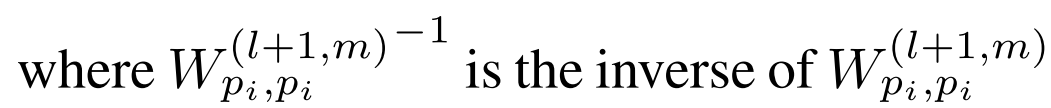 where $W_{p_i,p_i}^{(l+1,m)^{-1}}$ is the inverse of $W_{p_i,p_i}^{(l+1,m)}$